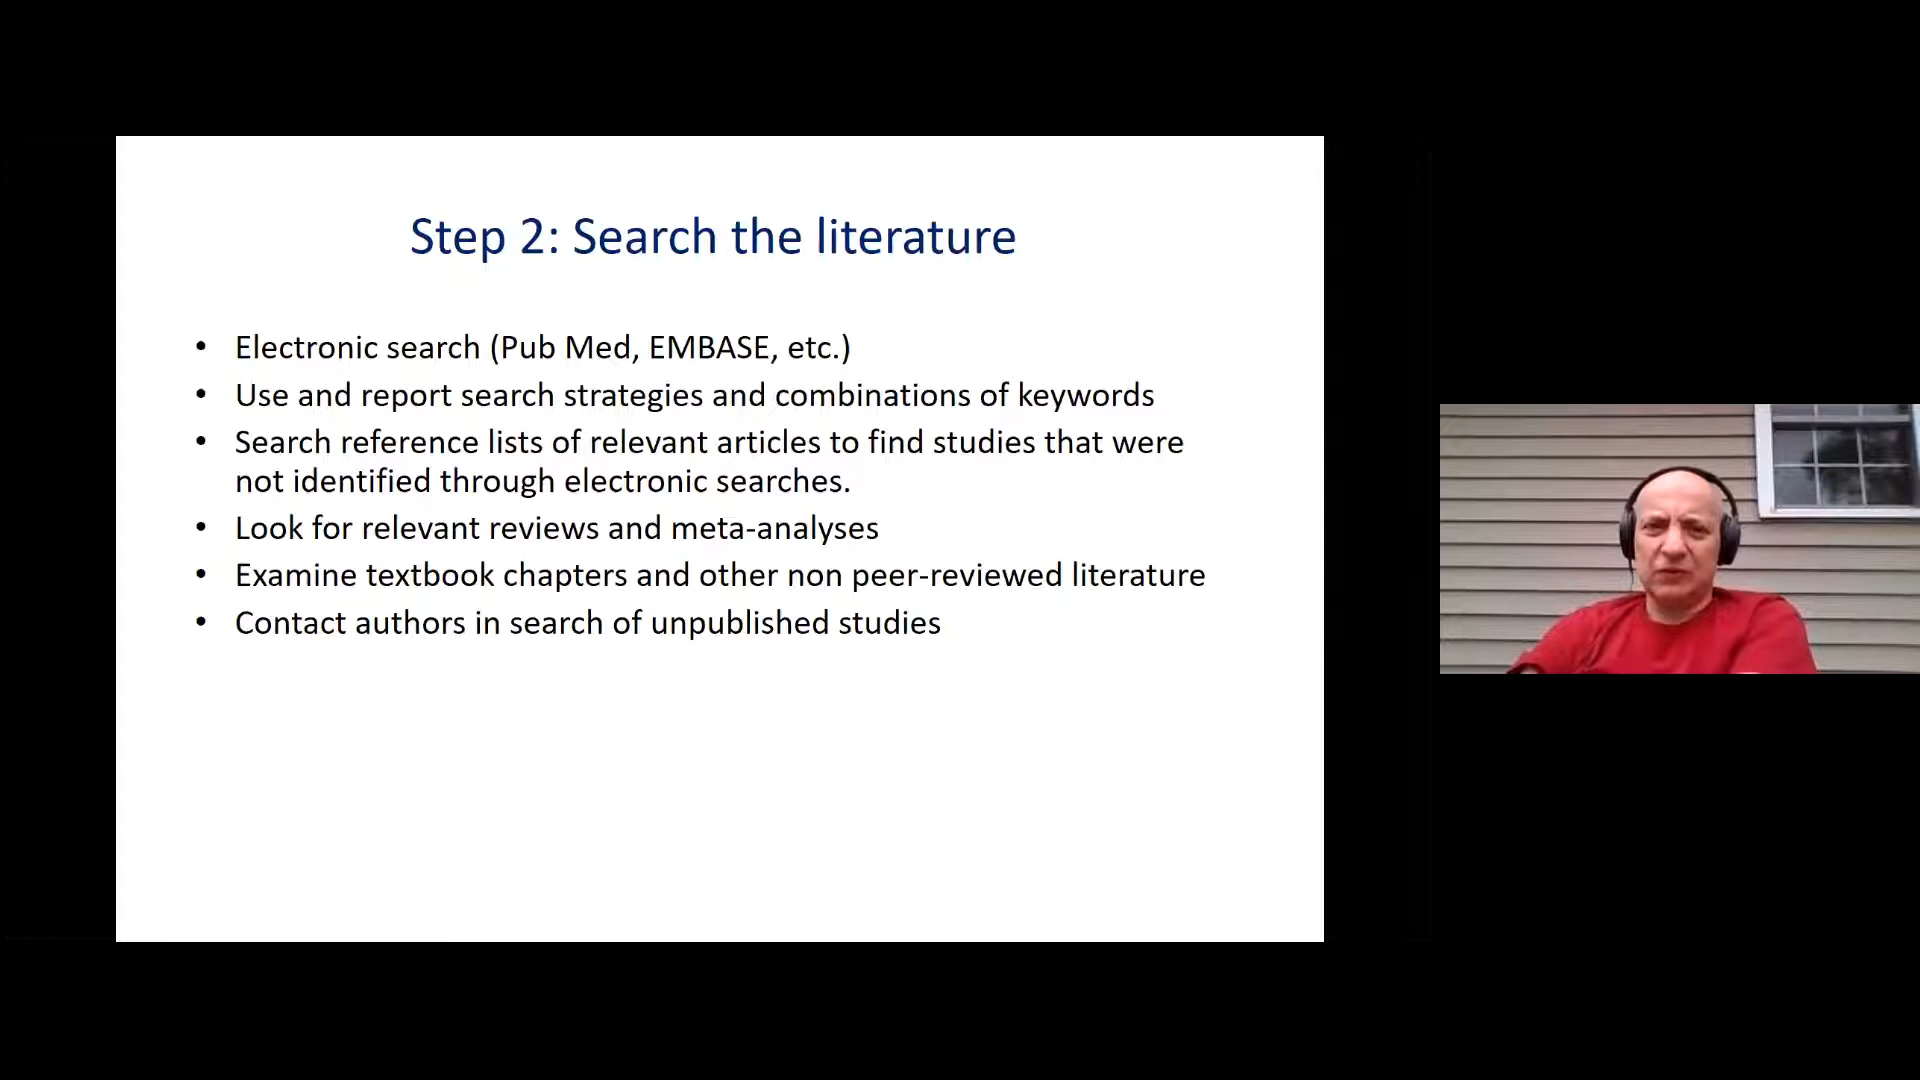 Step 2: Search the literature
• Electronic search (Pub Med, EMBASE, etc.)
• Use and report search strategies and combinations of keywords
• Search reference lists of relevant articles to find studies that were
not identified through electronic searches.
• Look for relevant reviews and meta-analyses
• Examine textbook chapters and other non peer-reviewed literature
• Contact authors in search of unpublished studies